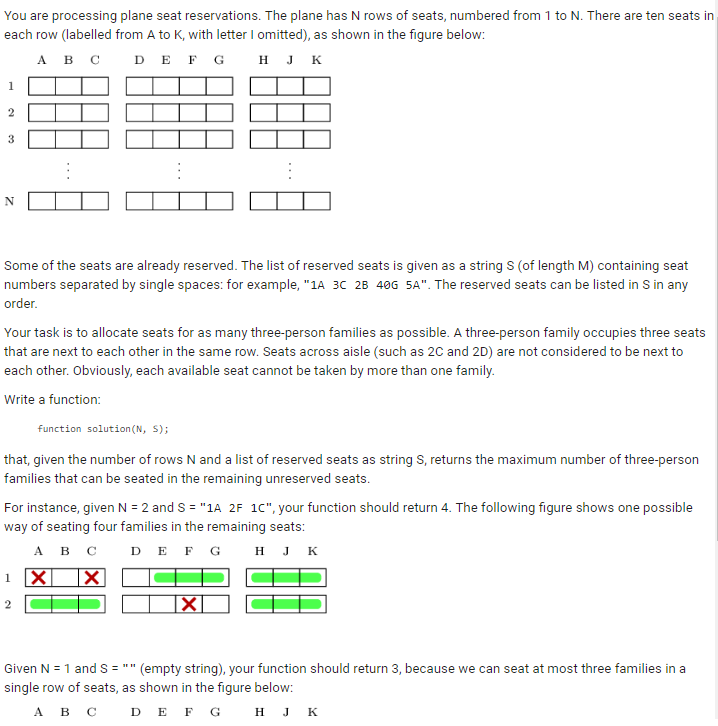 You are processing plane seat reservations. The plane has N rows of seats, numbered from 1 to N. There are ten seats in
each row (labelled from A to K, with letter I omitted), as shown in the figure below:
A B C D E F G H J K
1
2
3
N
Some of the seats are already reserved. The list of reserved seats is given as a string S (of length M) containing seat
numbers separated by single spaces: for example, "1A 3C 2B 40G 5A". The reserved seats can be listed in S in any
order.
Your task is to allocate seats for as many three-person families as possible. A three-person family occupies three seats
that are next to each other in the same row. Seats across aisle (such as 2C and 2D) are not considered to be next to
each other. Obviously, each available seat cannot be taken by more than one family.
Write a function:
function solution(N, S);
that, given the number of rows N and a list of reserved seats as string S, returns the maximum number of three-person
families that can be seated in the remaining unreserved seats.
For instance, given N = 2 and S = "1A 2F 1C", your function should return 4. The following figure shows one possible
way of seating four families in the remaining seats:
A B C D E F G H J K
1
2
Given N = 1 and S = "" (empty string), your function should return 3, because we can seat at most three families in a
single row of seats, as shown in the figure below:
A B C D E F G H J K